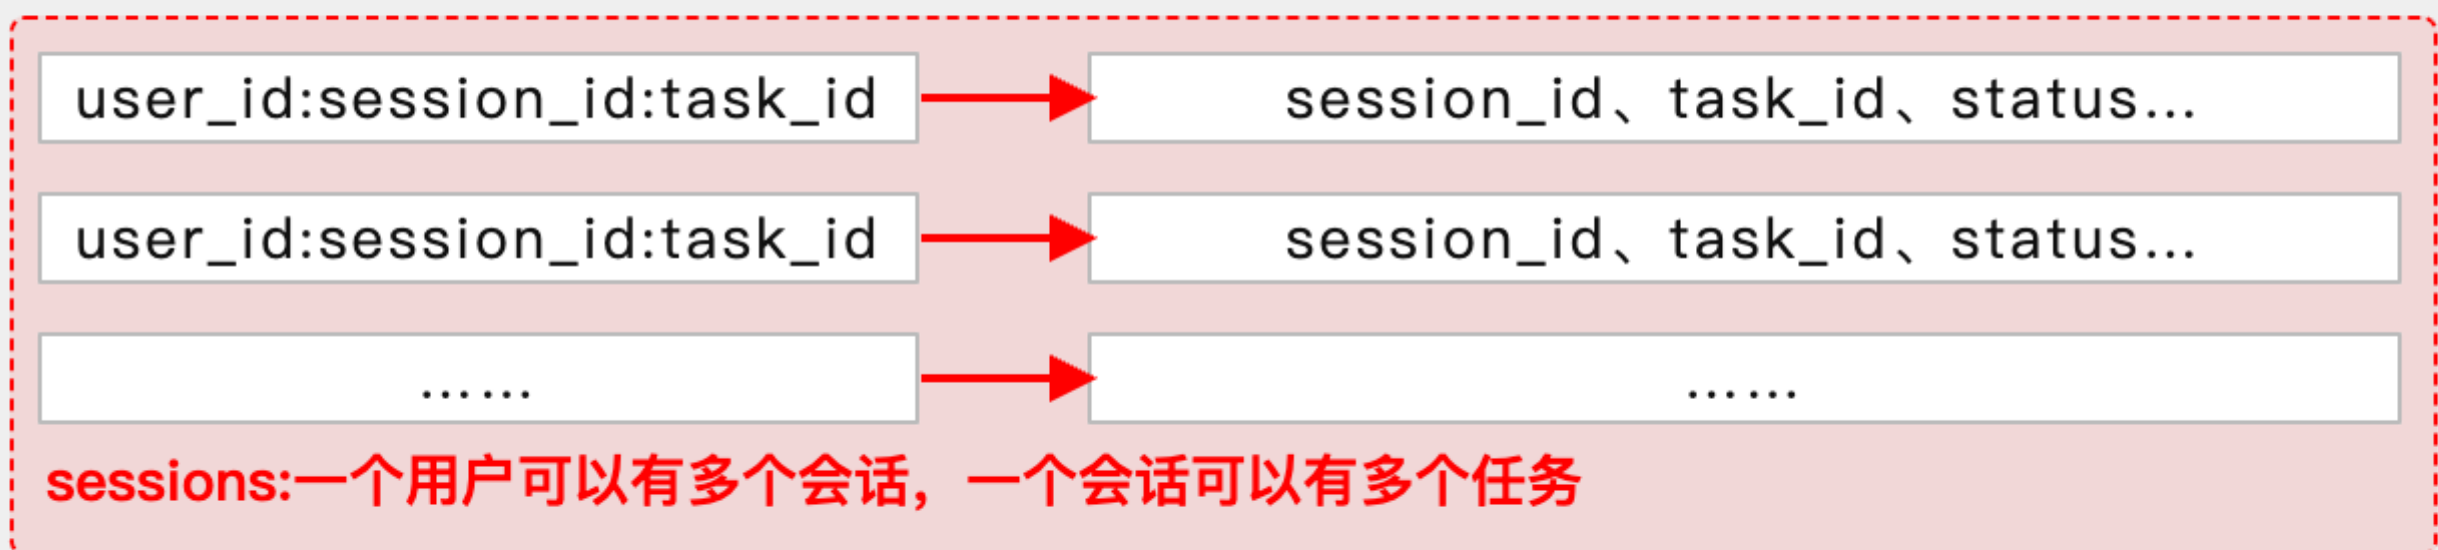 user_id:session_id:task_id session_id、task_id、status...
user_id:session_id:task_id session_id、task_id、status...
…… ……
sessions:一个用户可以有多个会话，一个会话可以有多个任务